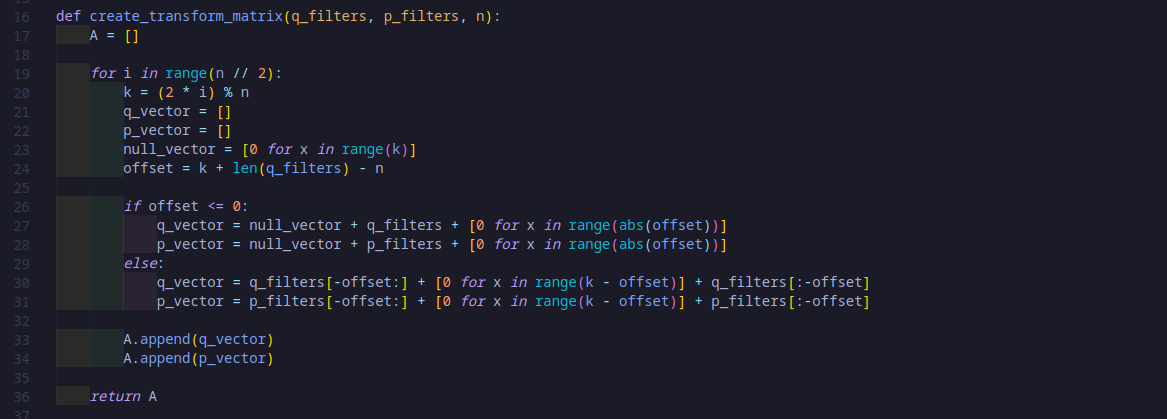 15
16 def create_transform_matrix(q_filters, p_filters, n):
17     A = []
18
19     for i in range(n // 2):
20         k = (2 * i) % n
21         q_vector = []
22         p_vector = []
23         null_vector = [0 for x in range(k)]
24         offset = k + len(q_filters) - n
25
26         if offset <= 0:
27             q_vector = null_vector + q_filters + [0 for x in range(abs(offset))]
28             p_vector = null_vector + p_filters + [0 for x in range(abs(offset))]
29         else:
30             q_vector = q_filters[-offset:] + [0 for x in range(k - offset)] + q_filters[:-offset]
31             p_vector = p_filters[-offset:] + [0 for x in range(k - offset)] + p_filters[:-offset]
32
33         A.append(q_vector)
34         A.append(p_vector)
35
36     return A
37